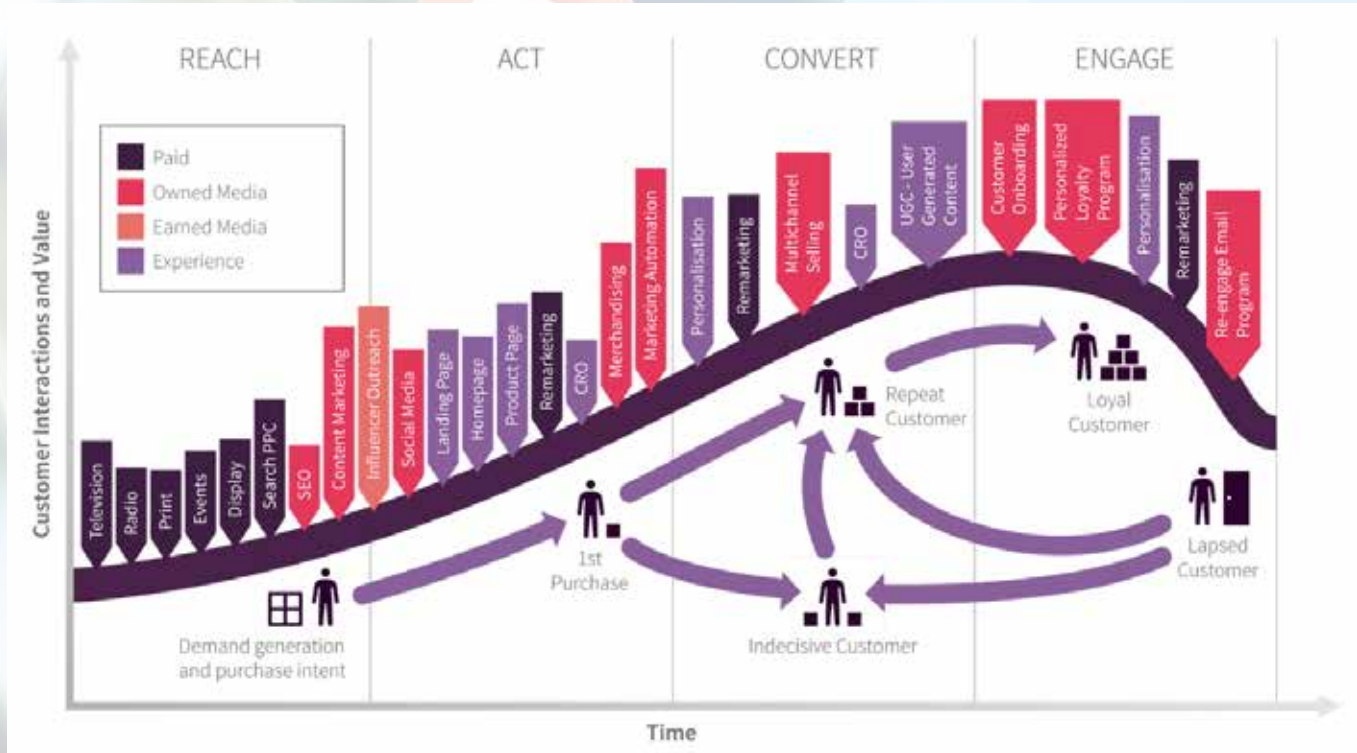 REACH
ACT
CONVERT
ENGAGE
Paid
Owned Media
Earned Media
Experience
Customer Interactions and Value
Television
Radio
Print
Events
Display
Search PPC
SEO
Content Marketing
Influencer Outreach
Social Media
Landing Page
Homepage
Product Page
Remarketing
CRO
Merchandising
Marketing Automation
Personalisation
Remarketing
Multichannel
Selling
CRO
UGC - User
Generated
Content
Customer
Onboarding
Personalized
Loyalty
Program
Personalisation
Remarketing
Re-engage Email
Program
Demand generation
and purchase intent
1st
Purchase
Repeat
Customer
Indecisive Customer
Loyal
Customer
Lapsed
Customer
Time